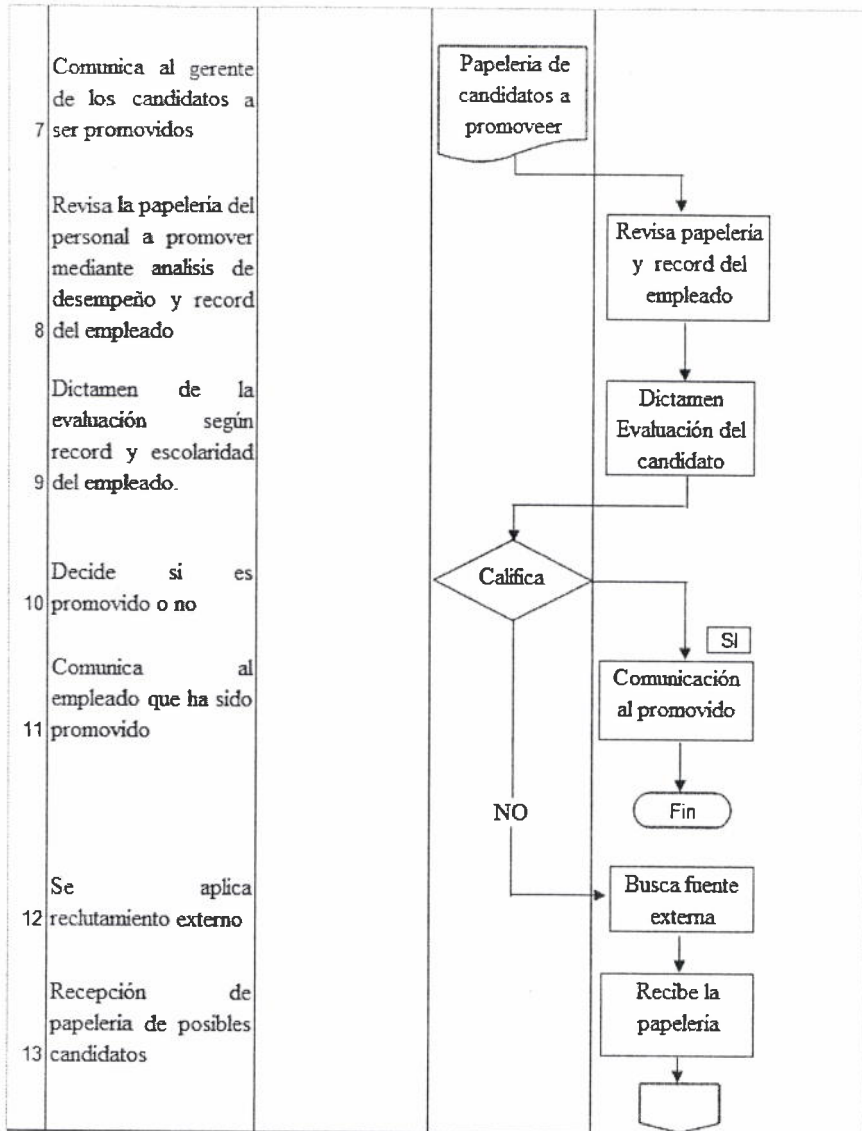 Comunica al gerente
de los candidatos a
7 ser promovidos
Papeleria de
candidatos a
promoveer
Revisa la papeleria del
personal a promover
mediante analisis de
desempeño y record
8 del empleado
Revisa papeleria
y record del
empleado
Dictamen de la
evaluación según
record y escolaridad
9 del empleado.
Dictamen
Evaluación del
candidato
Decide si es
10 promovido o no
Califica
SI
Comunica al
empleado que ha sido
11 promovido
Comunicación
al promovido
Fin
NO
Se aplica
12 reclutamiento externo
Busca fuente
externa
Recepción de
papeleria de posibles
13 candidatos
Recibe la
papeleria